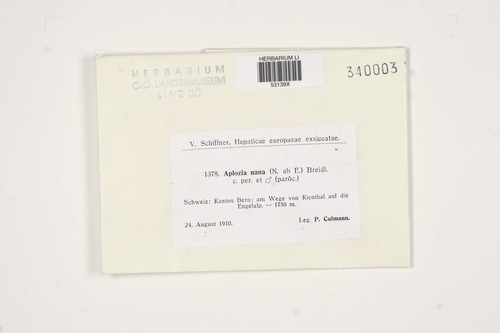 HERBARIUM LI
53139X
340003
HERBARIUM
O.Ö. LANDESMUSEUM
LINZ
V. Schiffner, Hepaticae europaeae exsiccatae.
1378. Aplozia nana (N. ab E.) Breidl.
c. per. et ♂ (paröc.)
Schweiz: Kanton Bern; am Wege von Kienthal auf die
Engelalp. — 1750 m.
24. August 1910.
Leg. P. Culmann.